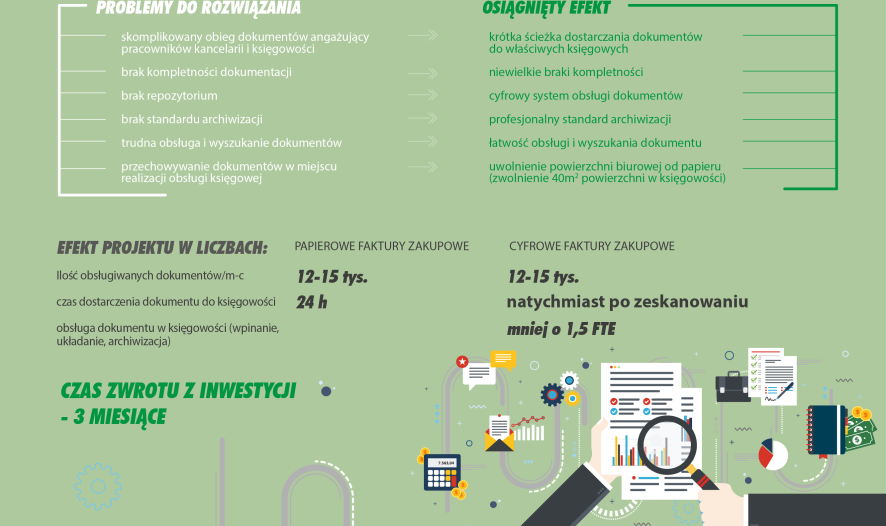 PROBLEMY DO ROZWIĄZANIA
skomplikowany obieg dokumentów angażujący
pracowników kancelarii i księgowości
brak kompletności dokumentacji
brak repozytorium
brak standardu archiwizacji
trudna obsługa i wyszukanie dokumentów
przechowywanie dokumentów w miejscu
realizacji obsługi księgowej
OSIĄGNIĘTY EFEKT
krótka ścieżka dostarczania dokumentów
do właściwych księgowych
niewielkie braki kompletności
cyfrowy system obsługi dokumentów
profesjonalny standard archiwizacji
łatwość obsługi i wyszukania dokumentu
uwolnienie powierzchni biurowej od papieru
(zwolnienie 40m² powierzchni w księgowości)
EFEKT PROJEKTU W LICZBACH:
PAPIEROWE FAKTURY ZAKUPOWE
CYFROWE FAKTURY ZAKUPOWE
Ilość obsługiwanych dokumentów/m-c
12-15 tys.
12-15 tys.
czas dostarczenia dokumentu do księgowości
24 h
natychmiast po zeskanowaniu
obsługa dokumentu w księgowości (wpinanie,
układanie, archiwizacja)
mniej o 1,5 FTE
CZAS ZWROTU Z INWESTYCJI
- 3 MIESIĄCE